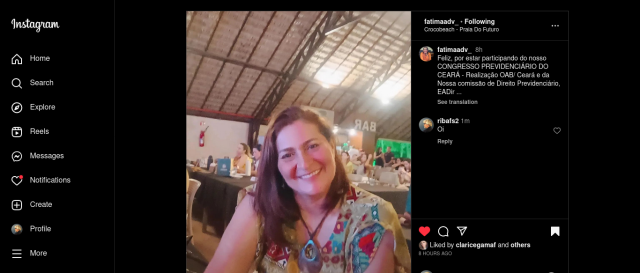 Instagram
Home
Search
Explore
Reels
Messages
Notifications
Create
Profile
More
BAR
fatimaadv_ • Following
Crocobeach - Praia Do Futuro
fatimaadv_ 8h
Feliz, por estar participando do nosso
CONGRESSO PREVIDENCIÁRIO DO
CEARÁ - Realização OAB/ Ceará e da
Nossa comissão de Direito Previdenciário,
EADir ...
See translation
ribafs2 1m
Oi
Reply
Liked by claricegamaf and others
8 HOURS AGO